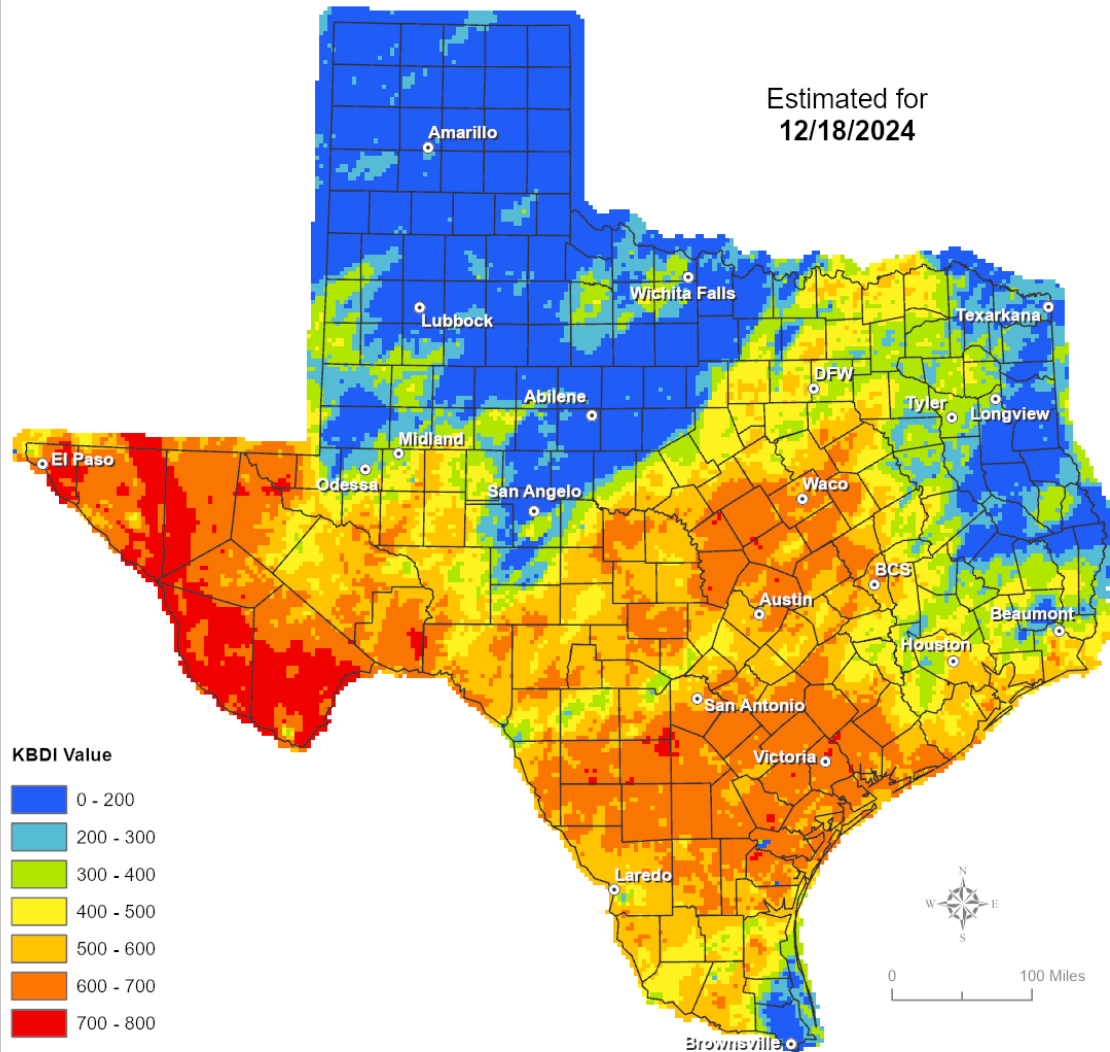 Estimated for
12/18/2024
Amarillo
Wichita Falls
Lubbock
Texarkana
DFW
Abilene
Tyler
Longview
Midland
El Paso
Odessa
San Angelo
Waco
BCS
Austin
Beaumont
Houston
San Antonio
Victoria
Laredo
Brownsville
KBDI Value
0 - 200
200 - 300
300 - 400
400 - 500
500 - 600
600 - 700
700 - 800
N
W E
S
0 100 Miles